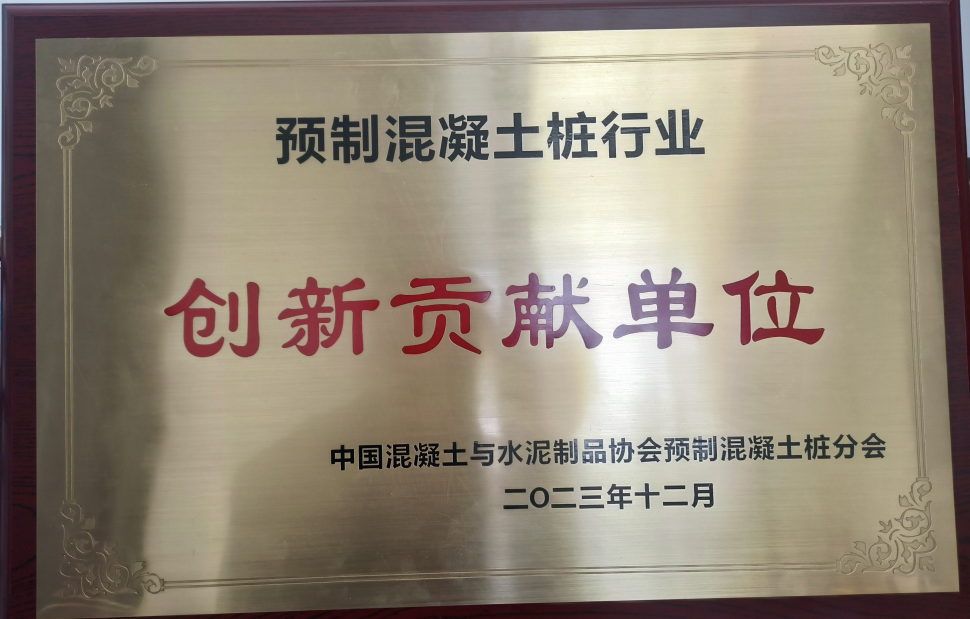 预制混凝土桩行业
创新贡献单位
中国混凝土与水泥制品协会预制混凝土桩分会
二〇二三年十二月